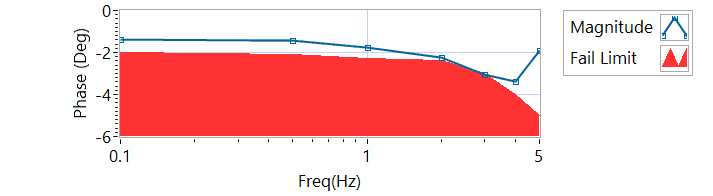 0
-2
-4
-6
Phase (Deg)
0.1
1
5
Freq(Hz)
Magnitude
Fail Limit